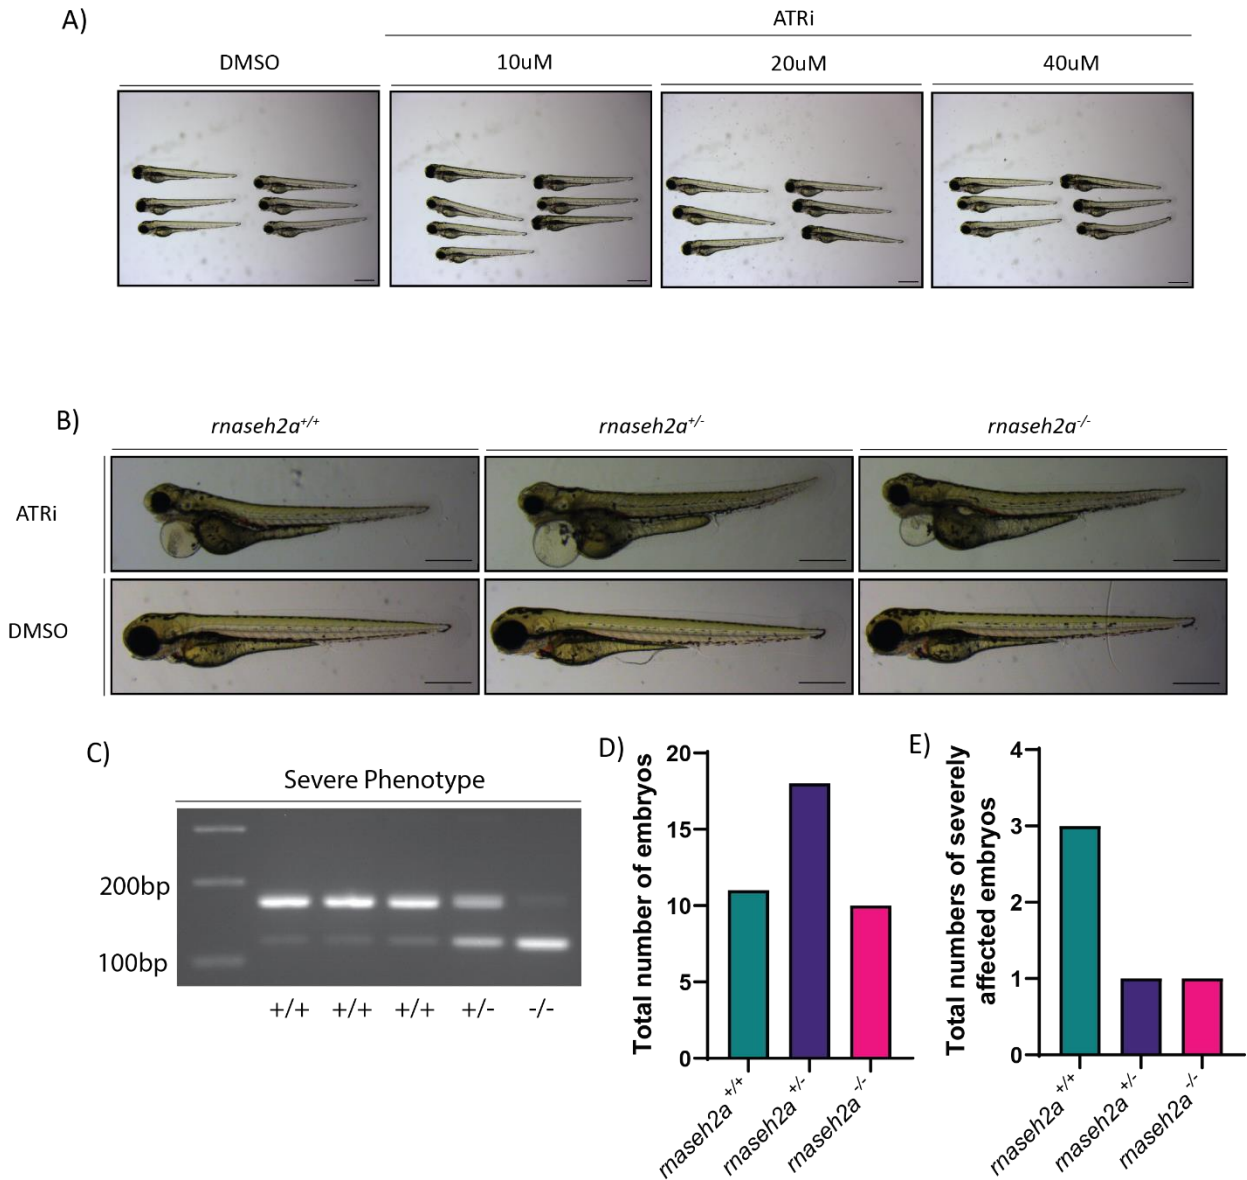 A)
ATRi
DMSO
10uM
20uM
40uM
B)
rnaseh2a+/+
rnaseh2a+/-
rnaseh2a-/-
ATRi
DMSO
C)
Severe Phenotype
200bp
100bp
+/+ +/+ +/+ +/- -/-
D)
Total number of embryos
20
15
10
5
0
rnaseh2a+/+
rnaseh2a+/-
rnaseh2a-/-
E)
Total numbers of severely
affected embryos
4
3
2
1
0
rnaseh2a+/+
rnaseh2a+/-
rnaseh2a-/-